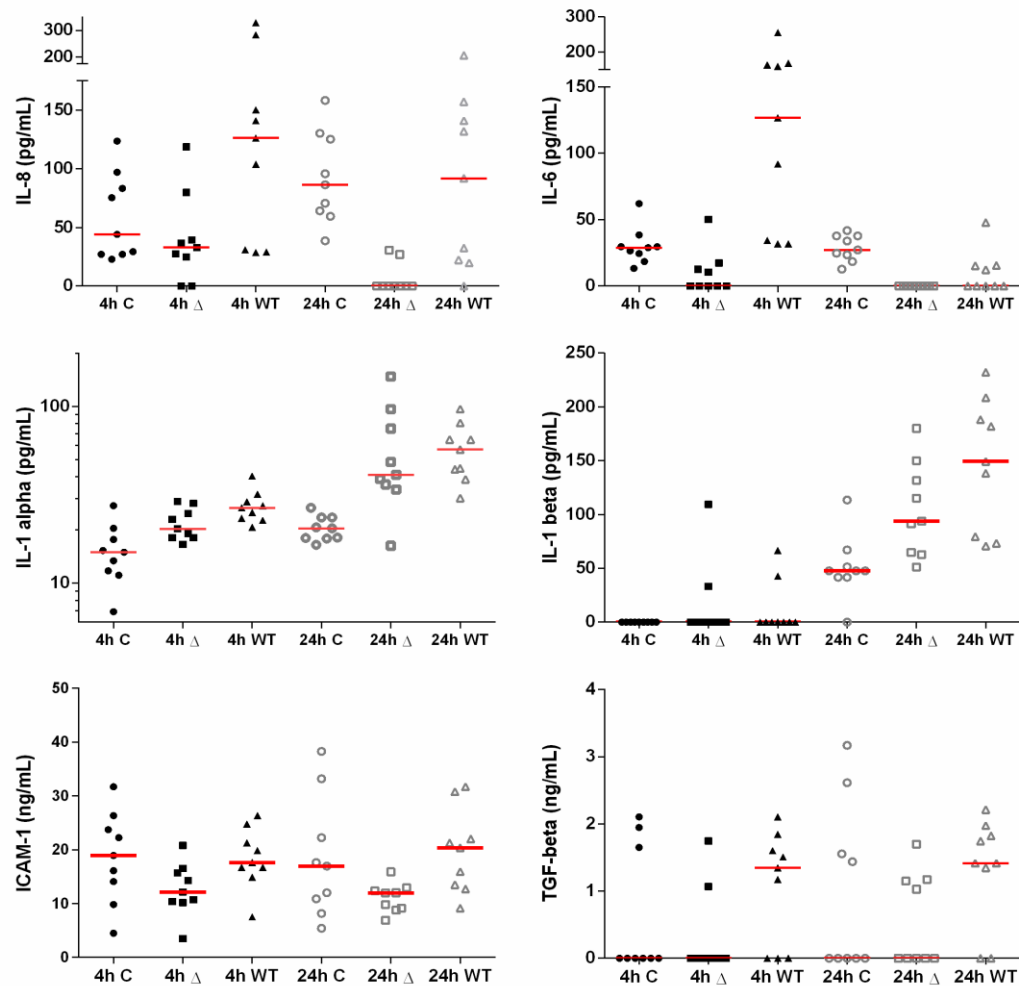 IL-8 (pg/mL)
300
200
150
100
50
0
4h C 4h Δ 4h WT 24h C 24h Δ 24h WT
IL-6 (pg/mL)
300
200
150
100
50
0
4h C 4h Δ 4h WT 24h C 24h Δ 24h WT
IL-1 alpha (pg/mL)
100
10
4h C 4h Δ 4h WT 24h C 24h Δ 24h WT
IL-1 beta (pg/mL)
250
200
150
100
50
0
4h C 4h Δ 4h WT 24h C 24h Δ 24h WT
ICAM-1 (ng/mL)
50
40
30
20
10
0
4h C 4h Δ 4h WT 24h C 24h Δ 24h WT
TGF-beta (ng/mL)
4
3
2
1
0
4h C 4h Δ 4h WT 24h C 24h Δ 24h WT